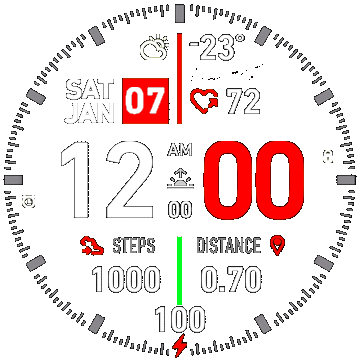 -23°
SAT
JAN 07
72
12 AM 00 00
STEPS DISTANCE
1000 0.70
100